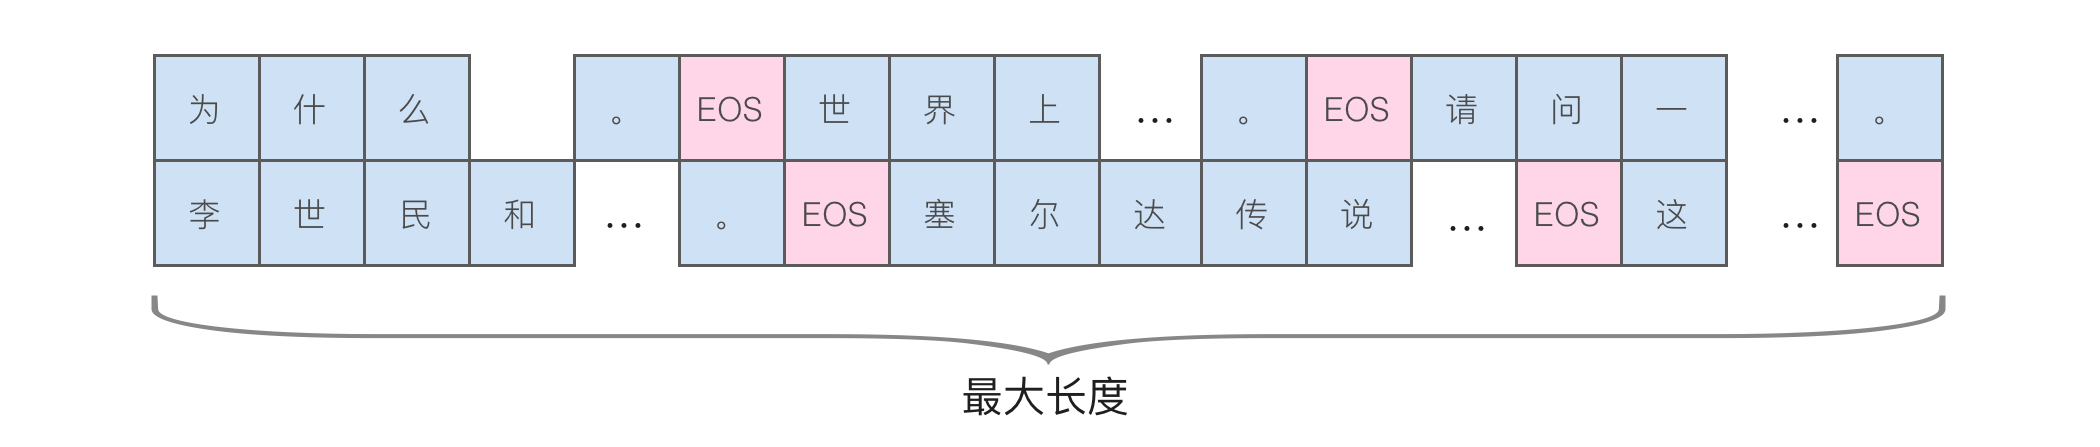 为 什 么 。 EOS 世 界 上 ... 。 EOS 请 问 一 ... 。
李 世 民 和 ... 。 EOS 塞 尔 达 传 说 ... EOS 这 ... EOS
最大长度